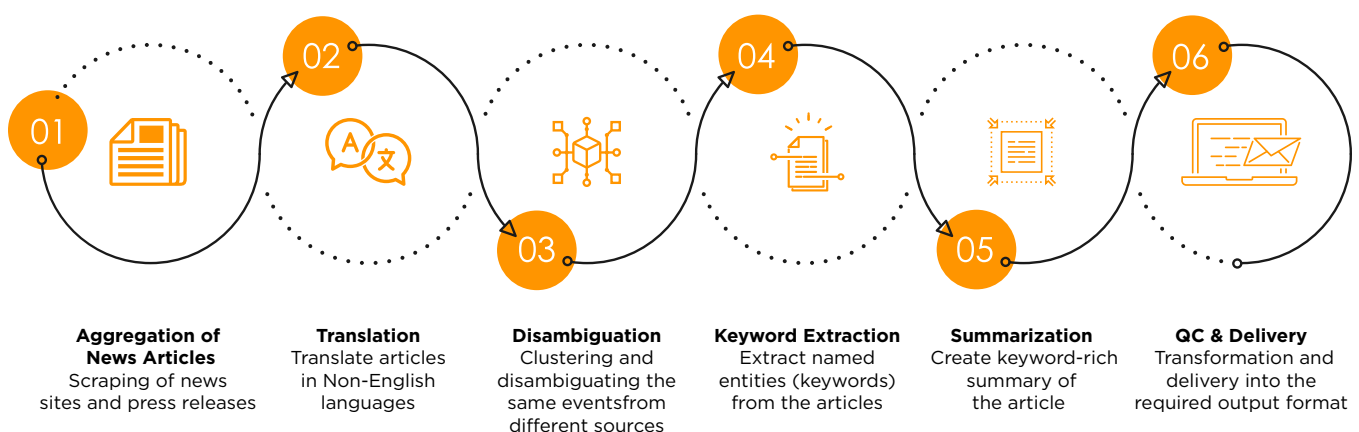 01
Aggregation of
News Articles
Scraping of news
sites and press releases
02
A 文
Translation
Translate articles
in Non-English
languages
03
Disambiguation
Clustering and
disambiguating the
same eventsfrom
different sources
04
Keyword Extraction
Extract named
entities (keywords)
from the articles
05
Summarization
Create keyword-rich
summary of
the article
06
QC & Delivery
Transformation and
delivery into the
required output format